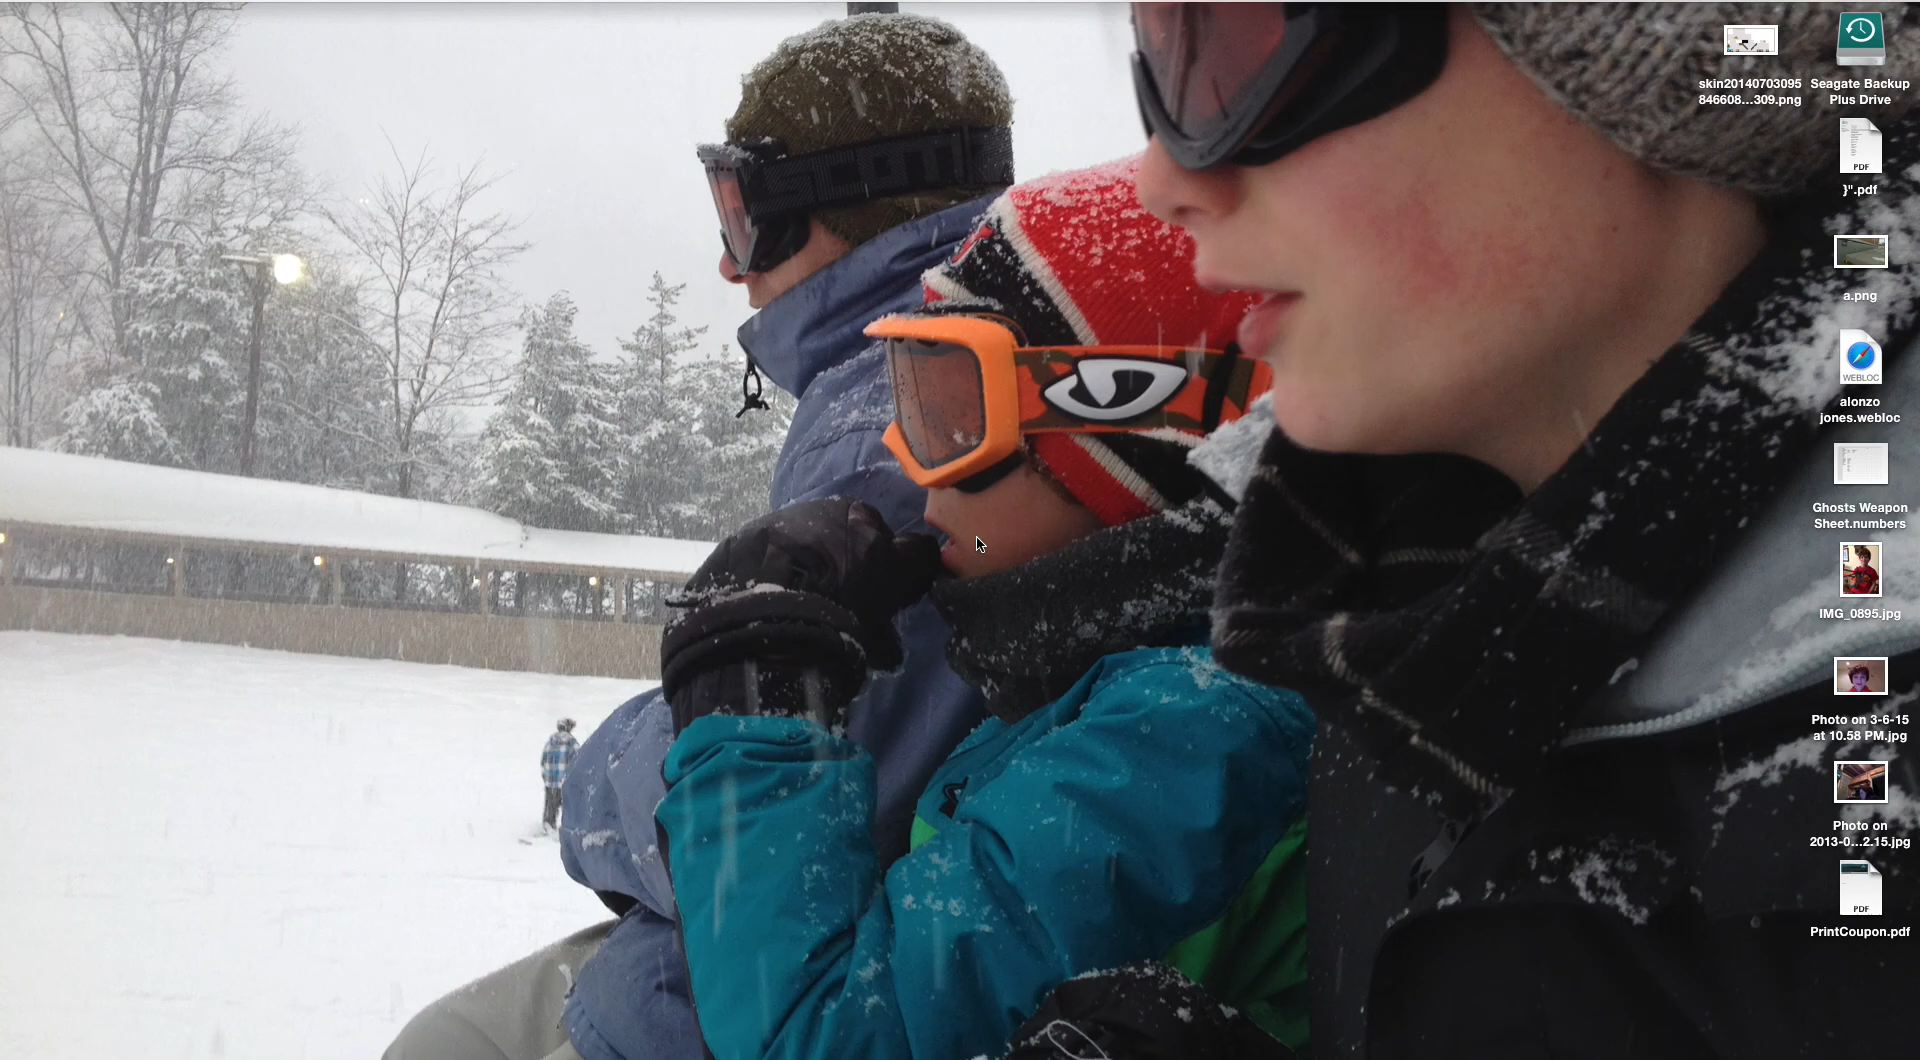 SCOTT
skin20140703095
846608...309.png
Seagate Backup
Plus Drive
PDF
}".pdf
a.png
WEBLOC
alonzo
jones.webloc
Ghosts Weapon
Sheet.numbers
IMG_0895.jpg
Photo on 3-6-15
at 10.58 PM.jpg
Photo on
2013-0...2.15.jpg
PDF
PrintCoupon.pdf